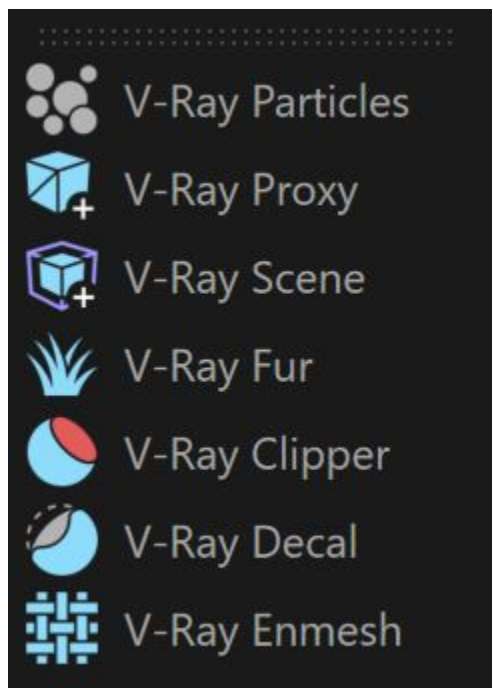 V-Ray Particles
V-Ray Proxy
V-Ray Scene
V-Ray Fur
V-Ray Clipper
V-Ray Decal
V-Ray Enmesh